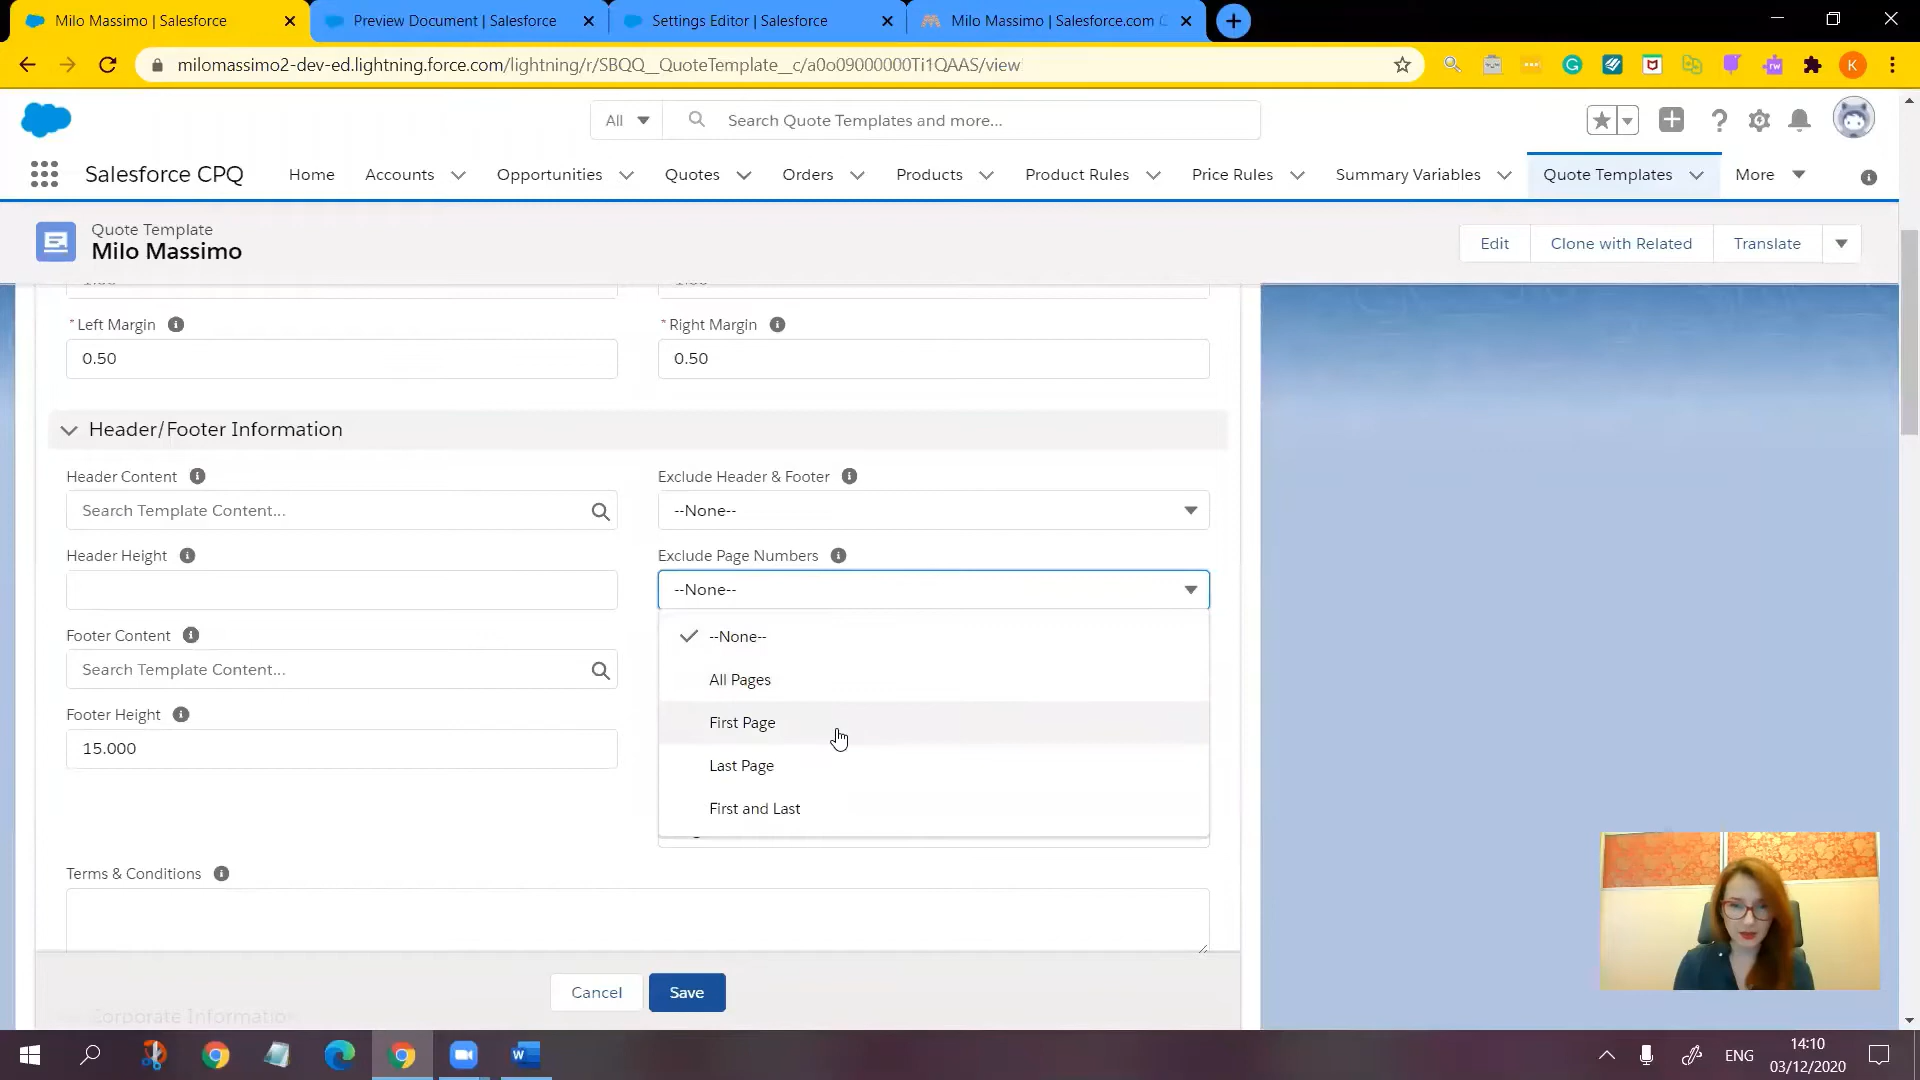 Milo Massimo | Salesforce
Preview Document | Salesforce
Settings Editor | Salesforce
Milo Massimo | Salesforce.com
milomassimo2-dev-ed.lightning.force.com/lightning/r/SBQQ__QuoteTemplate__c/a0o09000000Ti1QAAS/view
K
All
Search Quote Templates and more...
Salesforce CPQ
Home
Accounts
Opportunities
Quotes
Orders
Products
Product Rules
Price Rules
Summary Variables
Quote Templates
More
Quote Template
Milo Massimo
Edit
Clone with Related
Translate
* Left Margin
* Right Margin
0.50
0.50
Header/Footer Information
Header Content
Exclude Header & Footer
Search Template Content...
--None--
Header Height
Exclude Page Numbers
--None--
Footer Content
--None--
Search Template Content...
All Pages
Footer Height
First Page
15.000
Last Page
First and Last
Terms & Conditions
Cancel
Save
Corporate Information
ENG
14:10
03/12/2020